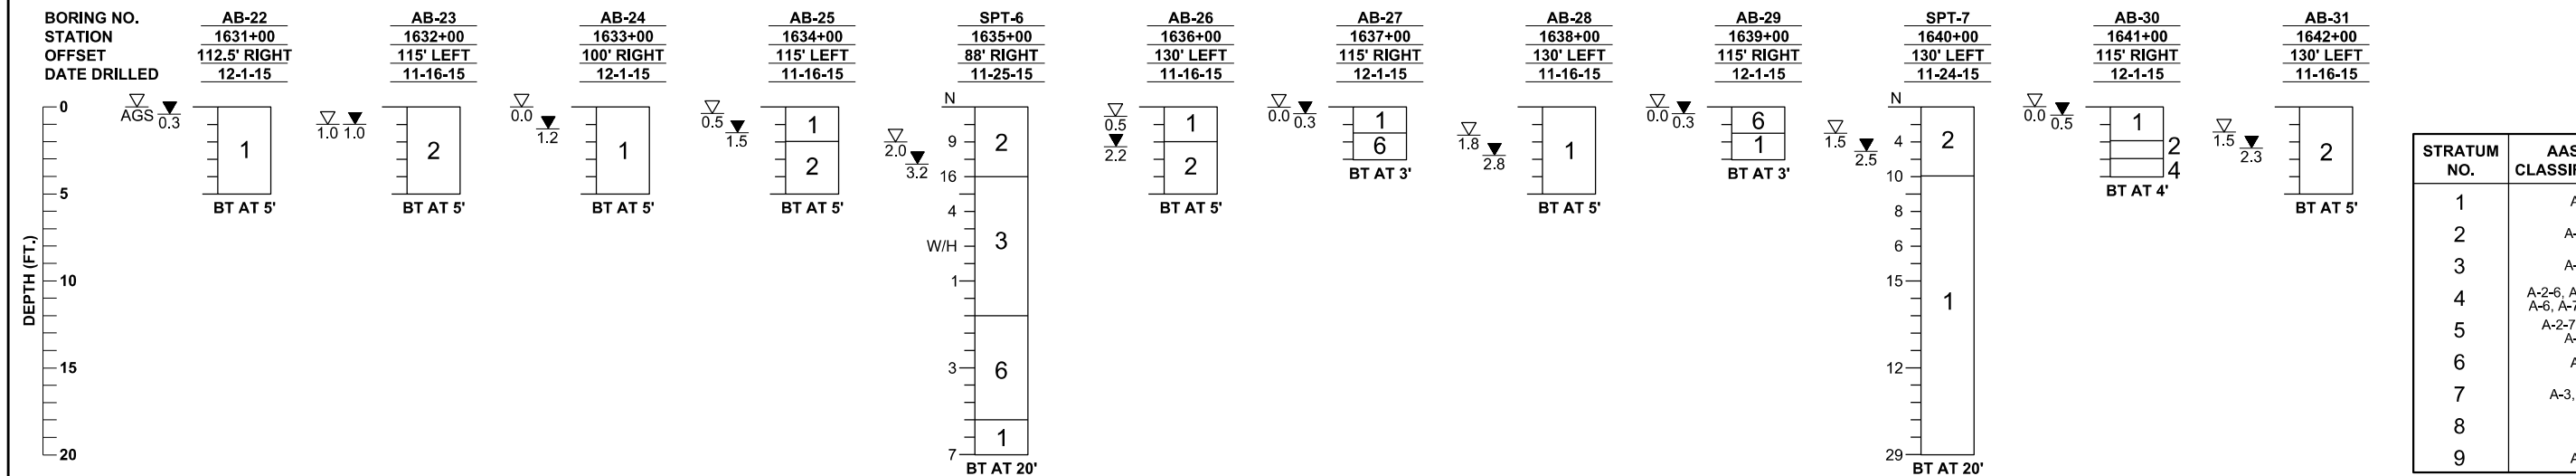 BORING NO. AB-22 AB-23 AB-24 AB-25 SPT-6 AB-26 AB-27 AB-28 AB-29 SPT-7 AB-30 AB-31
STATION 1631+00 1632+00 1633+00 1634+00 1635+00 1636+00 1637+00 1638+00 1639+00 1640+00 1641+00 1642+00
OFFSET 112.5' RIGHT 115' LEFT 100' RIGHT 115' LEFT 88' RIGHT 130' LEFT 115' RIGHT 130' LEFT 115' RIGHT 130' LEFT 115' RIGHT 130' LEFT
DATE DRILLED 12-1-15 11-16-15 12-1-15 11-16-15 11-25-15 11-16-15 12-1-15 11-16-15 12-1-15 11-24-15 12-1-15 11-16-15
DEPTH (FT.)
0
5
10
15
20
AGS 0.3
1
BT AT 5'
1.0 1.0
2
BT AT 5'
0.0
1.2
1
BT AT 5'
0.5
1.5
1
2
BT AT 5'
N
2.0
3.2
9
16
4
W/H
1
3
7
2
3
6
1
BT AT 20'
0.5
2.2
1
2
BT AT 5'
0.0 0.3
1
6
BT AT 3'
1.8
2.8
1
BT AT 5'
0.0 0.3
6
1
BT AT 3'
N
1.5
2.5
4
10
8
6
15
12
29
2
1
BT AT 20'
0.0
0.5
1
2
4
BT AT 4'
1.5
2.3
2
BT AT 5'
STRATUM
NO.
1
2
3
4
5
6
7
8
9
A-2-6,
A-6,
A-2-7
A-3,